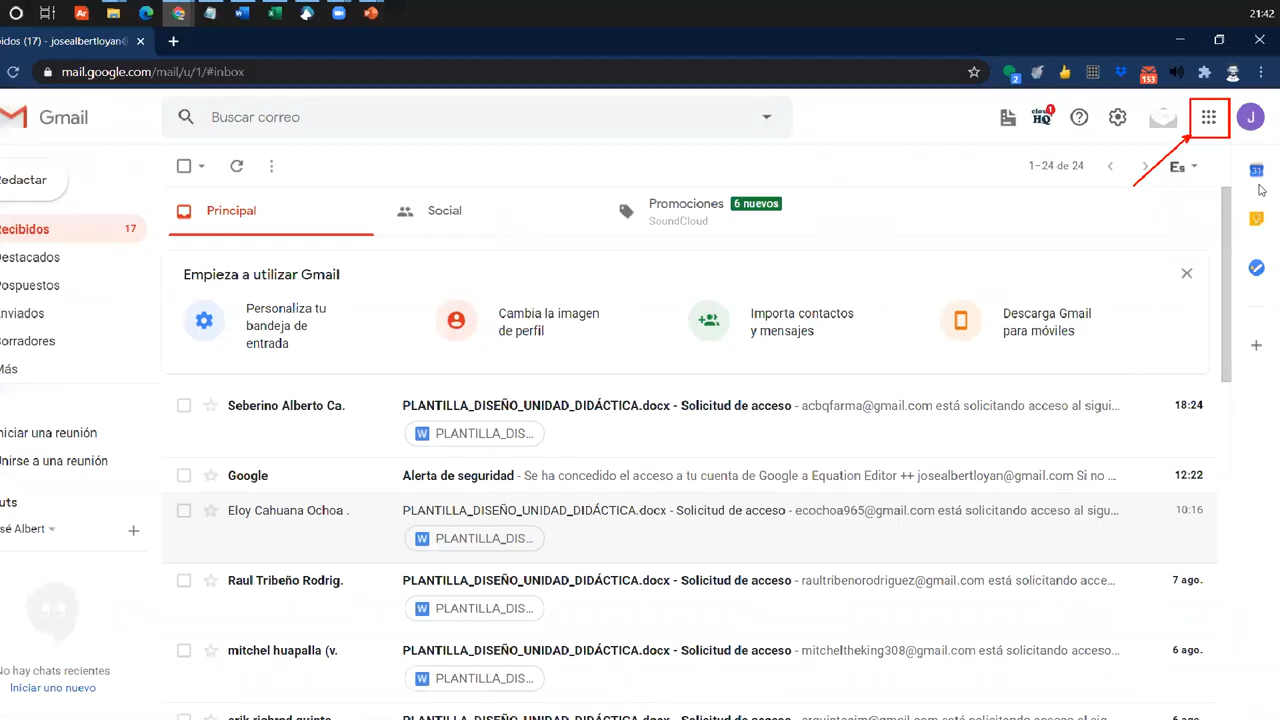 21:42
bidos (17) - josealbertloyan@
mail.google.com/mail/u/1/#inbox
2
153
Gmail
Buscar correo
cloud HQ
1
J
Redactar
1–24 de 24
Es
Recibidos 17
Principal
Social
Promociones 6 nuevos
SoundCloud
31
Destacados
Pospuestos
Enviados
Borradores
Más
Empieza a utilizar Gmail
Personaliza tu
bandeja de
entrada
Cambia la imagen
de perfil
Importa contactos
y mensajes
Descarga Gmail
para móviles
Seberino Alberto Ca. PLANTILLA_DISEÑO_UNIDAD_DIDÁCTICA.docx - Solicitud de acceso - acbqfarma@gmail.com está solicitando acceso al sigui… 18:24
W PLANTILLA_DIS...
niciar una reunión
Unirse a una reunión
Google Alerta de seguridad - Se ha concedido el acceso a tu cuenta de Google a Equation Editor ++ josealbertloyan@gmail.com Si no … 12:22
uts
Eloy Cahuana Ochoa . PLANTILLA_DISEÑO_UNIDAD_DIDÁCTICA.docx - Solicitud de acceso - ecochoa965@gmail.com está solicitando acceso al sigu… 10:16
W PLANTILLA_DIS...
sé Albert
Raul Tribeño Rodrig. PLANTILLA_DISEÑO_UNIDAD_DIDÁCTICA.docx - Solicitud de acceso - raultribenorodriguez@gmail.com está solicitando acce… 7 ago.
W PLANTILLA_DIS...
mitchel huapalla (v. PLANTILLA_DISEÑO_UNIDAD_DIDÁCTICA.docx - Solicitud de acceso - mitcheltheking308@gmail.com está solicitando acceso… 6 ago.
W PLANTILLA_DIS...
No hay chats recientes
Iniciar uno nuevo